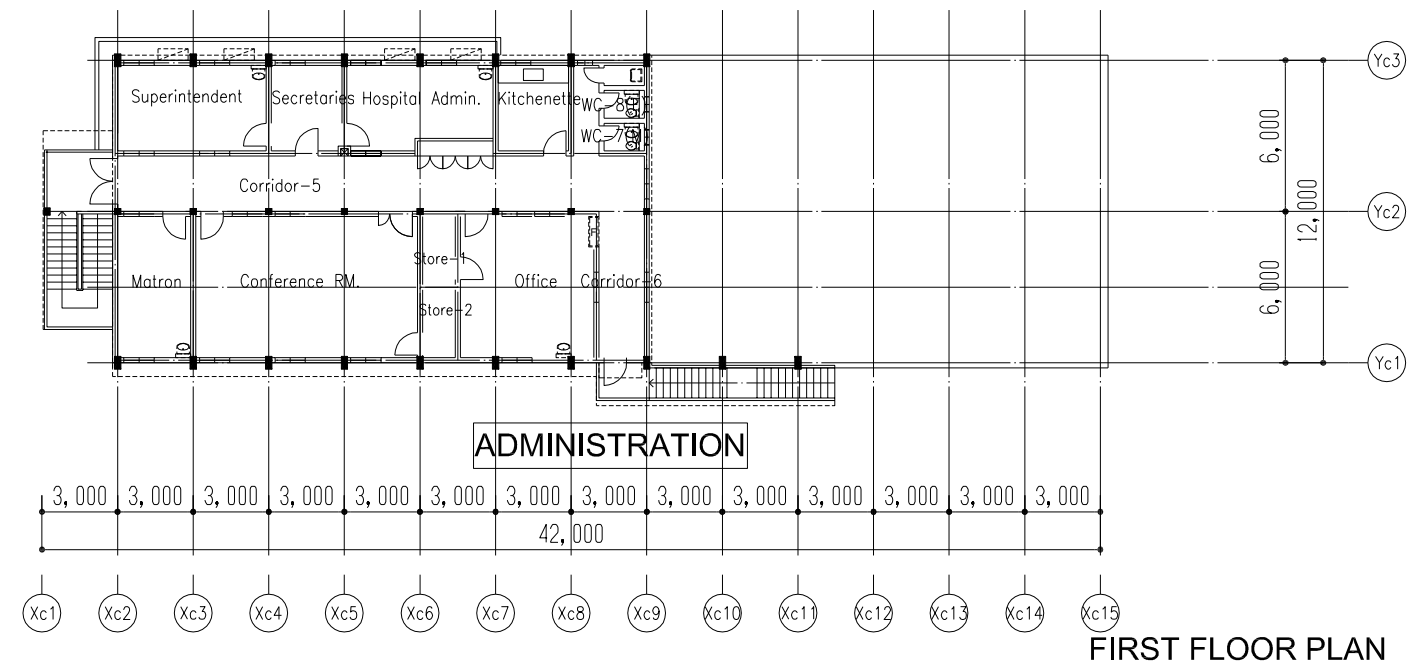 Yc3
Superintendent
Secretaries
Hospital Admin.
Kitchenette
WC-8
WC-7
6,000
Corridor-5
Yc2
12,000
Store-1
Matron
Conference RM.
Office
Corridor-6
6,000
Store-2
Yc1
ADMINISTRATION
3,000 3,000 3,000 3,000 3,000 3,000 3,000 3,000 3,000 3,000 3,000 3,000 3,000 3,000
42,000
Xc1 Xc2 Xc3 Xc4 Xc5 Xc6 Xc7 Xc8 Xc9 Xc10 Xc11 Xc12 Xc13 Xc14 Xc15
FIRST FLOOR PLAN